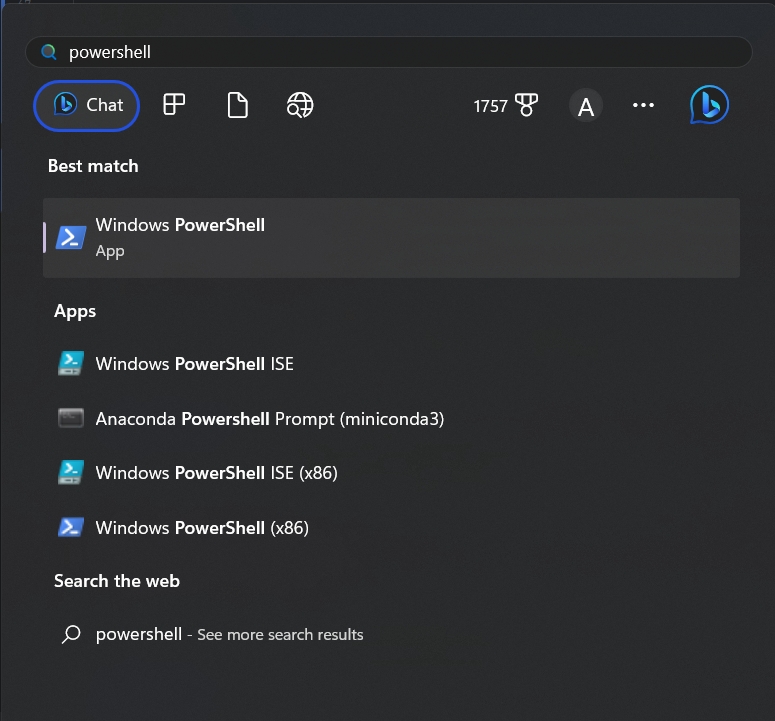 powershell
Chat
1757
A
Best match
Windows PowerShell
App
Apps
Windows PowerShell ISE
Anaconda Powershell Prompt (miniconda3)
Windows PowerShell ISE (x86)
Windows PowerShell (x86)
Search the web
powershell - See more search results